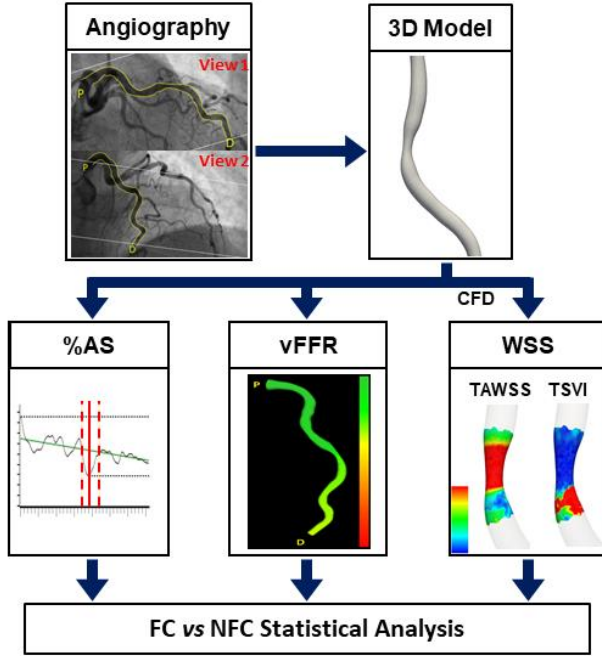 Angiography
3D Model
View 1
P
D
View 2
P
D
CFD
%AS
vFFR
WSS
P
D
TAWSS TSVI
FC vs NFC Statistical Analysis